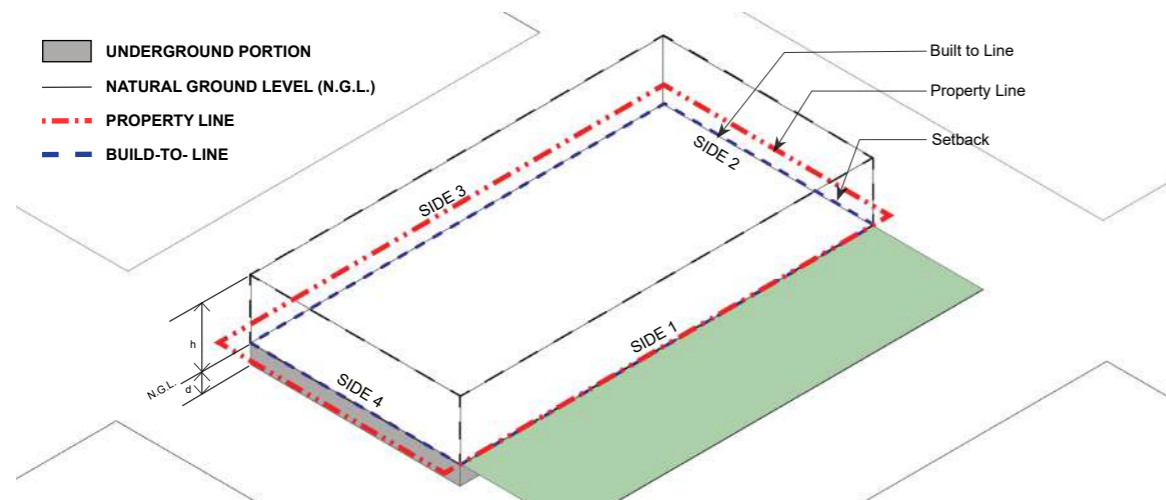 UNDERGROUND PORTION
NATURAL GROUND LEVEL (N.G.L.)
PROPERTY LINE
BUILD-TO- LINE
Built to Line
Property Line
Setback
SIDE 2
SIDE 3
SIDE 1
SIDE 4
h
N.G.L.
d'